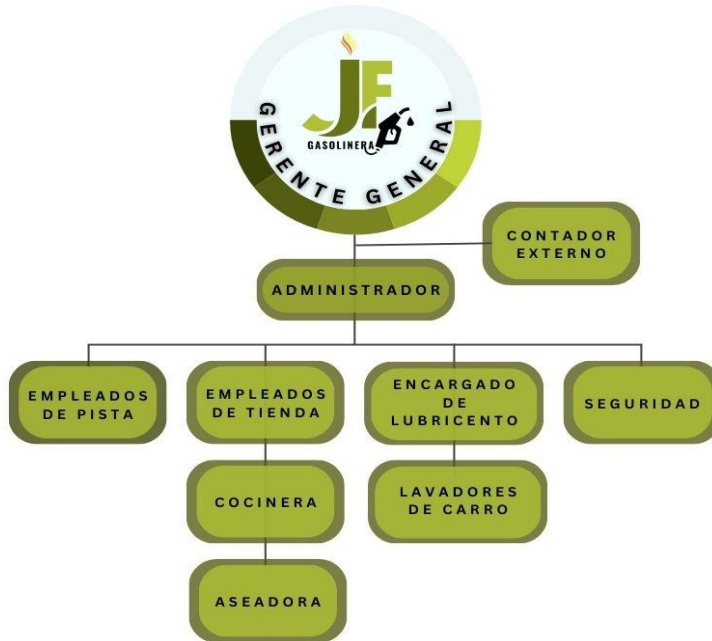 JF
GASOLINERA
GERENTE GENERAL
CONTADOR
EXTERNO
ADMINISTRADOR
EMPLEADOS
DE PISTA
EMPLEADOS
DE TIENDA
ENCARGADO
DE
LUBRICENTO
SEGURIDAD
COCINERA
LAVADORES
DE CARRO
ASEADORA